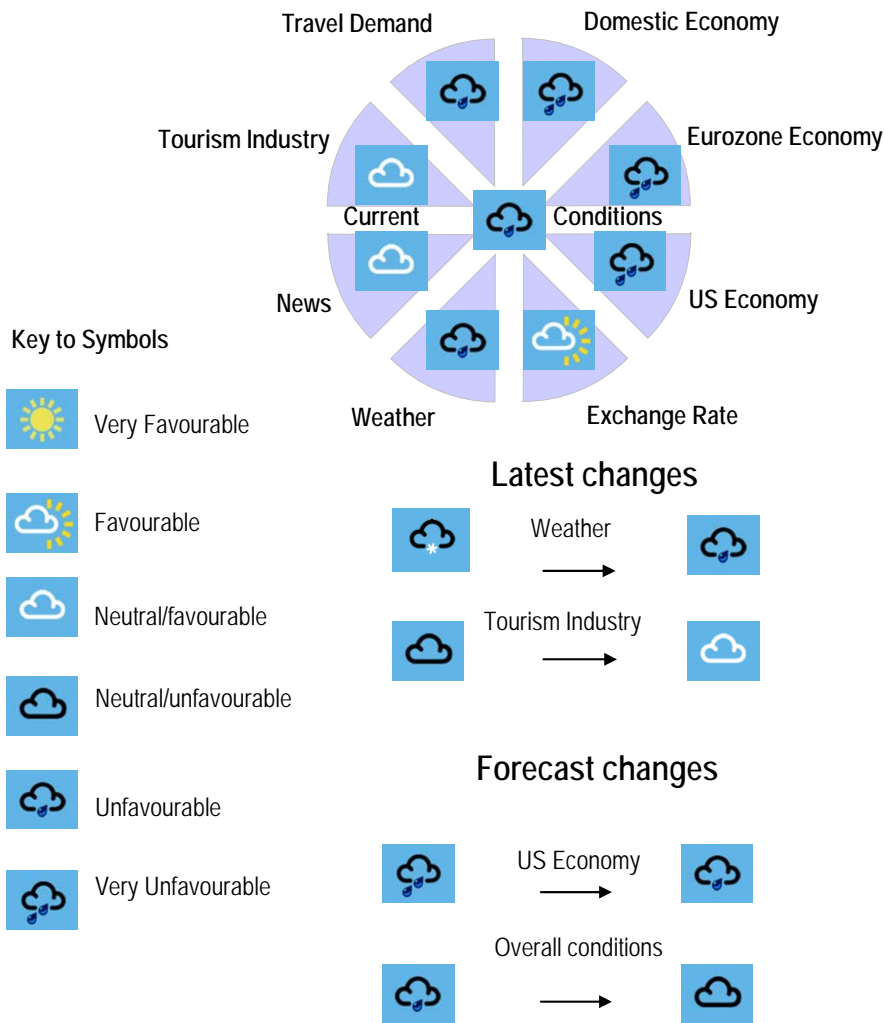 Travel Demand
Domestic Economy
Tourism Industry
Eurozone Economy
Current
Conditions
News
US Economy
Weather
Exchange Rate
Key to Symbols
Very Favourable
Favourable
Neutral/favourable
Neutral/unfavourable
Unfavourable
Very Unfavourable
Latest changes
Weather
Tourism Industry
Forecast changes
US Economy
Overall conditions